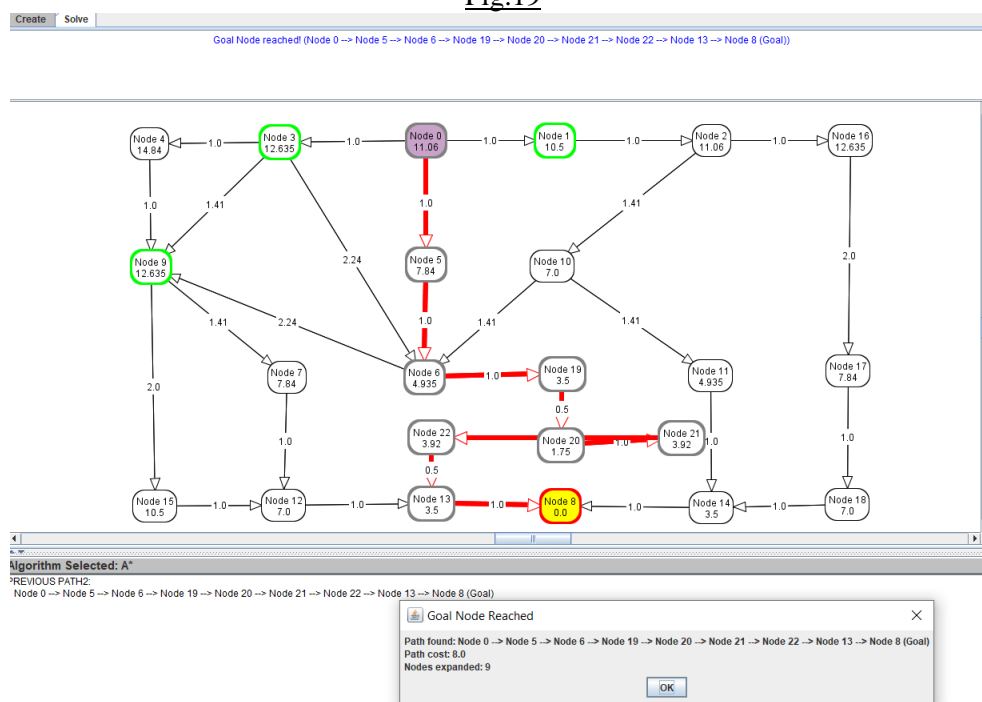 Fig.19
Create Solve
Goal Node reached! (Node 0 --> Node 5 --> Node 6 --> Node 19 --> Node 20 --> Node 21 --> Node 22 --> Node 13 --> Node 8 (Goal))
Node 4 Node 3 Node 0 Node 1 Node 2 Node 16
14.84 1.0 12.635 1.0 11.06 1.0 10.5 1.0 11.06 1.0 12.635
1.0 1.41 1.0 1.41
Node 9 2.24 Node 5 Node 10 2.0
12.635 7.84 7.0
1.41 2.24 1.0 1.41 1.41
Node 7 Node 6 Node 19 Node 11 Node 17
7.84 4.935 1.0 3.5 4.935 7.84
2.0
0.5
Node 22 Node 20 Node 21
3.92 1.75 1.0 3.92 1.0
1.0 1.0
0.5
Node 15 Node 12 Node 13 Node 8 Node 14 Node 18
10.5 1.0 7.0 1.0 3.5 1.0 0.0 1.0 3.5 1.0 7.0
Algorithm Selected: A*
PREVIOUS PATH2:
Node 0 --> Node 5 --> Node 6 --> Node 19 --> Node 20 --> Node 21 --> Node 22 --> Node 13 --> Node 8 (Goal)
Goal Node Reached
Path found: Node 0 --> Node 5 --> Node 6 --> Node 19 --> Node 20 --> Node 21 --> Node 22 --> Node 13 --> Node 8 (Goal)
Path cost: 8.0
Nodes expanded: 9
OK